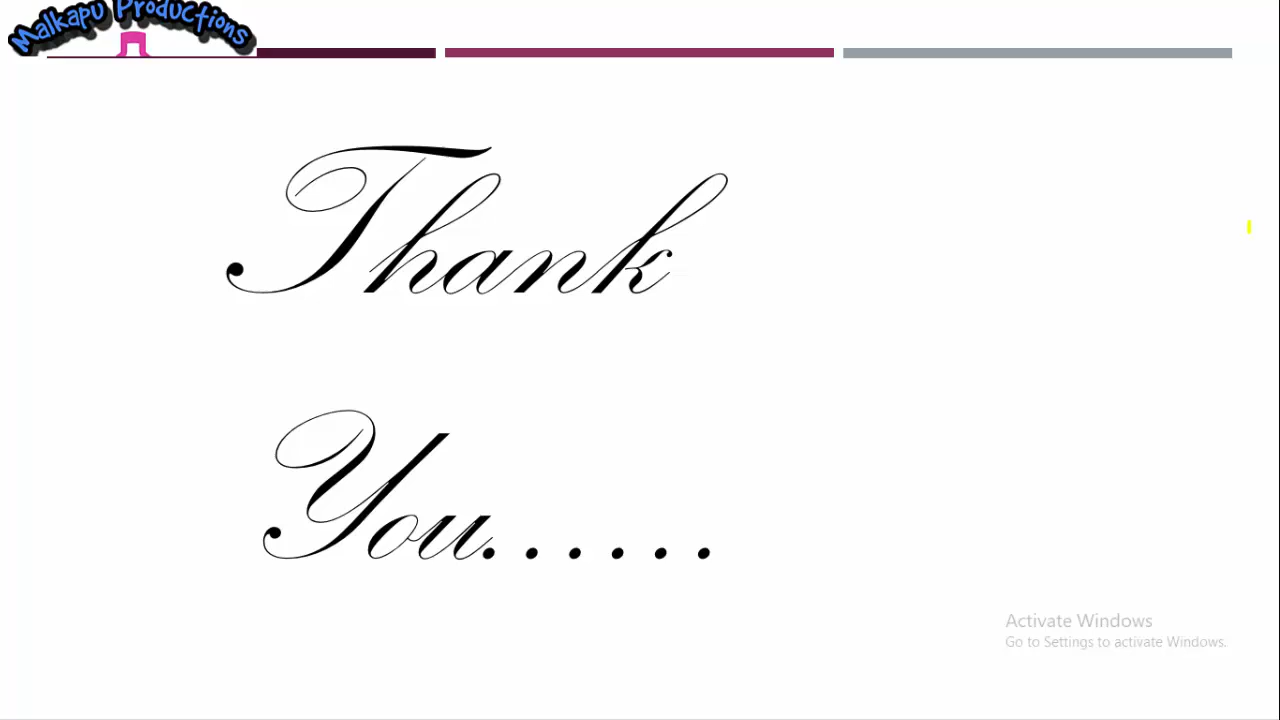 Malkapu Productions
Thank
You......
Activate Windows
Go to Settings to activate Windows.